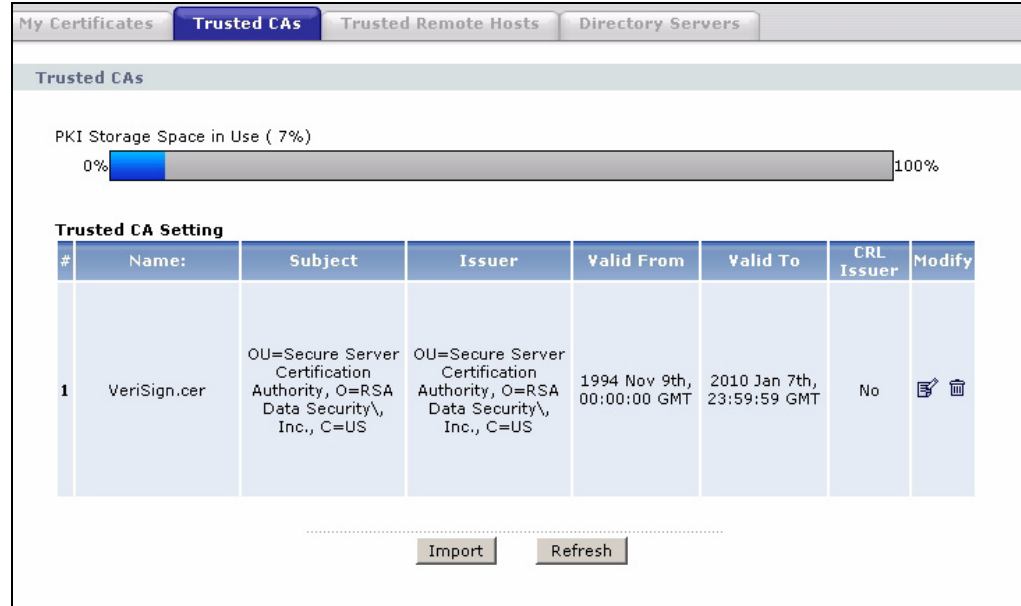 My Certificates Trusted CAs Trusted Remote Hosts Directory Servers
Trusted CAs
PKI Storage Space in Use ( 7%)
0% 100%
Trusted CA Setting
# Name: Subject Issuer Valid From Valid To CRL Issuer Modify
1 VeriSign.cer OU=Secure Server Certification Authority, O=RSA Data Security\, Inc., C=US OU=Secure Server Certification Authority, O=RSA Data Security\, Inc., C=US 1994 Nov 9th, 00:00:00 GMT 2010 Jan 7th, 23:59:59 GMT No
Import Refresh